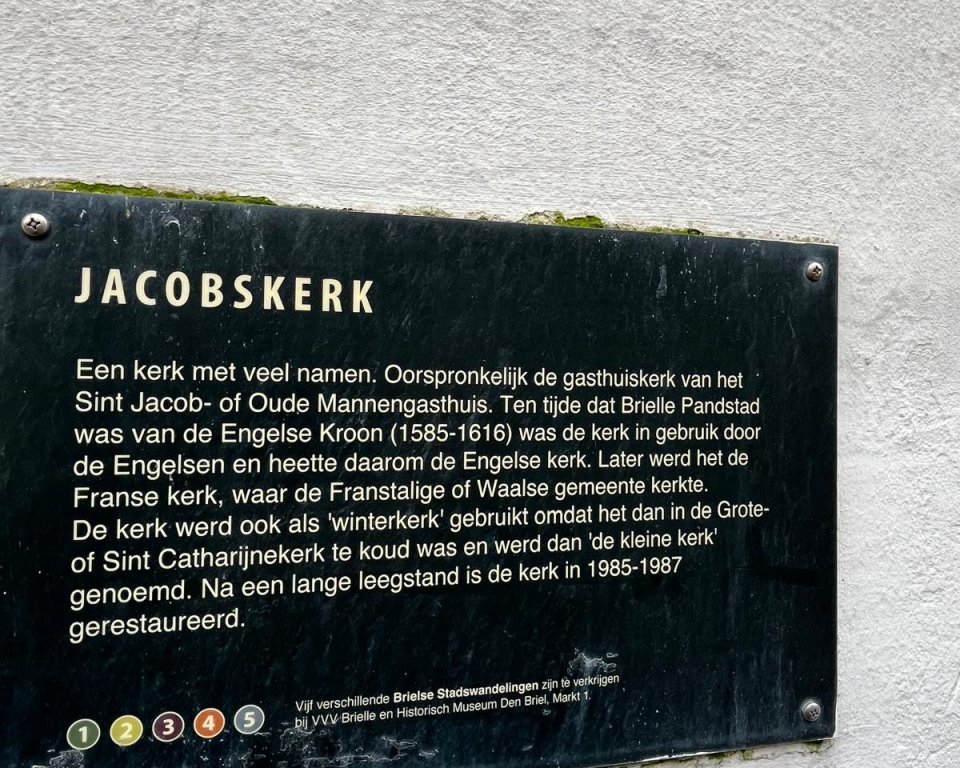 JACOBSKERK
Een kerk met veel namen. Oorspronkelijk de gasthuiskerk van het
Sint Jacob- of Oude Mannengasthuis. Ten tijde dat Brielle Pandstad
was van de Engelse Kroon (1585-1616) was de kerk in gebruik door
de Engelsen en heette daarom de Engelse kerk. Later werd het de
Franse kerk, waar de Franstalige of Waalse gemeente kerkte.
De kerk werd ook als 'winterkerk' gebruikt omdat het dan in de Grote-
of Sint Catharijnekerk te koud was en werd dan 'de kleine kerk'
genoemd. Na een lange leegstand is de kerk in 1985-1987
gerestaureerd.
1 2 3 4 5
Vijf verschillende Brielse Stadswandelingen zijn te verkrijgen
bij VVV Brielle en Historisch Museum Den Briel, Markt 1.